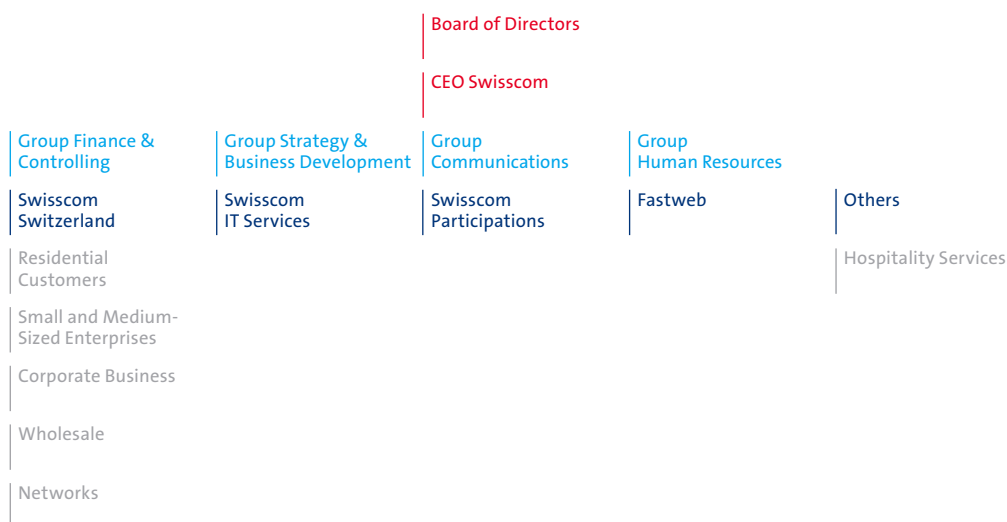 Board of Directors
CEO Swisscom
Group Finance &
Controlling
Group Strategy &
Business Development
Group
Communications
Group
Human Resources
Swisscom
Switzerland
Swisscom
IT Services
Swisscom
Participations
Fastweb
Others
Residential
Customers
Hospitality Services
Small and Medium-
Sized Enterprises
Corporate Business
Wholesale
Networks